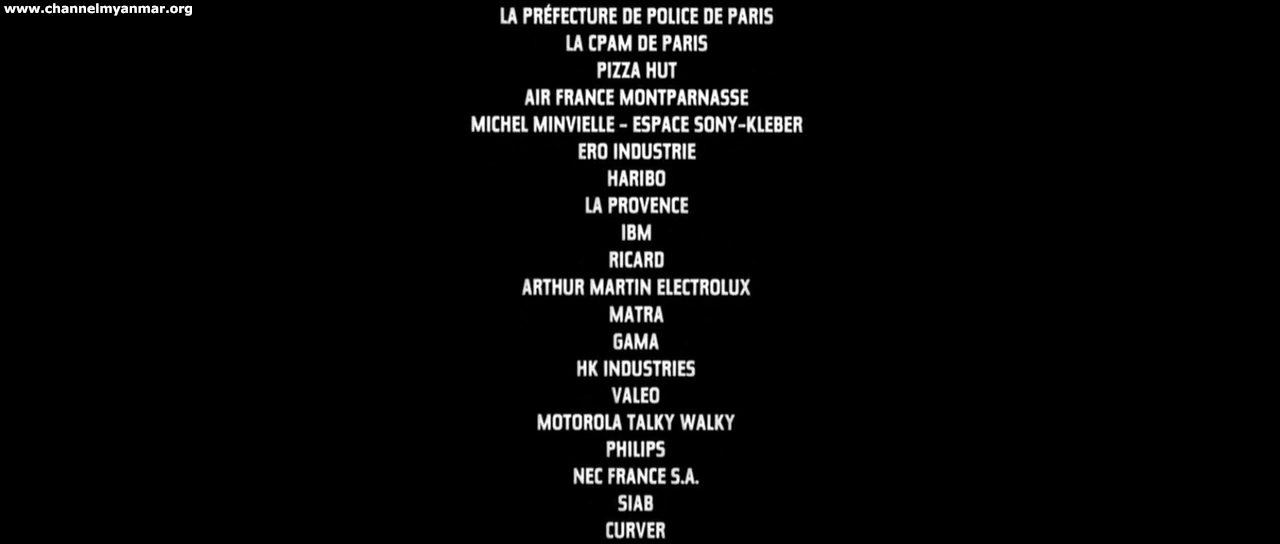 www.channelmyanmar.org
LA PRÉFECTURE DE POLICE DE PARIS
LA CPAM DE PARIS
PIZZA HUT
AIR FRANCE MONTPARNASSE
MICHEL MINVIELLE - ESPACE SONY-KLEBER
ERO INDUSTRIE
HARIBO
LA PROVENCE
IBM
RICARD
ARTHUR MARTIN ELECTROLUX
MATRA
GAMA
HK INDUSTRIES
VALEO
MOTOROLA TALKY WALKY
PHILIPS
NEC FRANCE S.A.
SIAB
CURVER